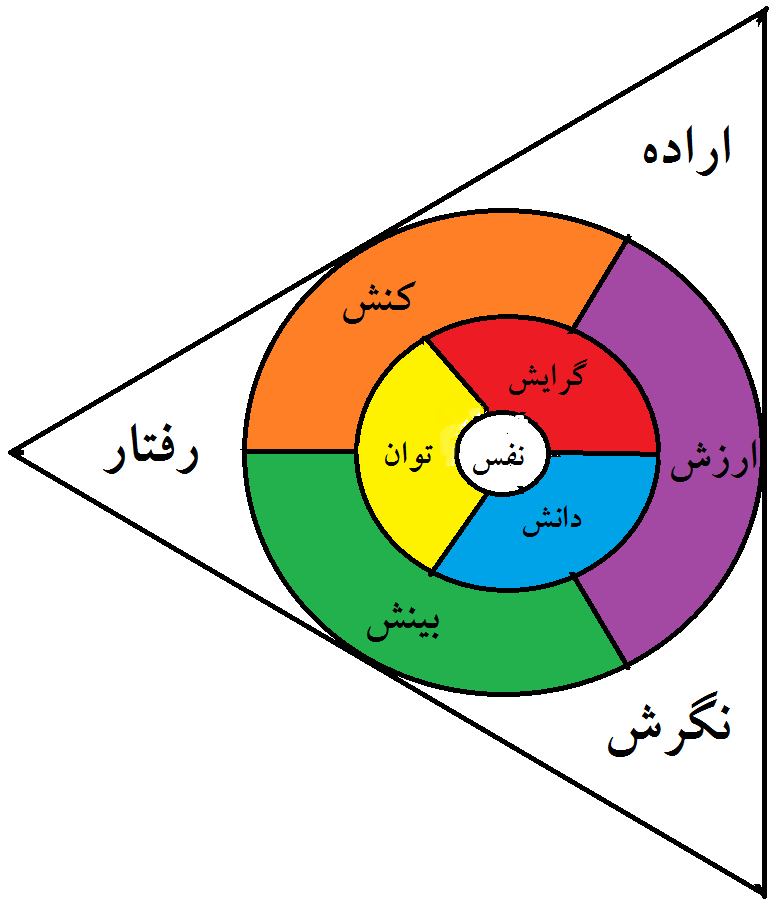 اراده
کنش
گرایش
ارزش
نفس
توان
رفتار
دانش
بینش
نگرش